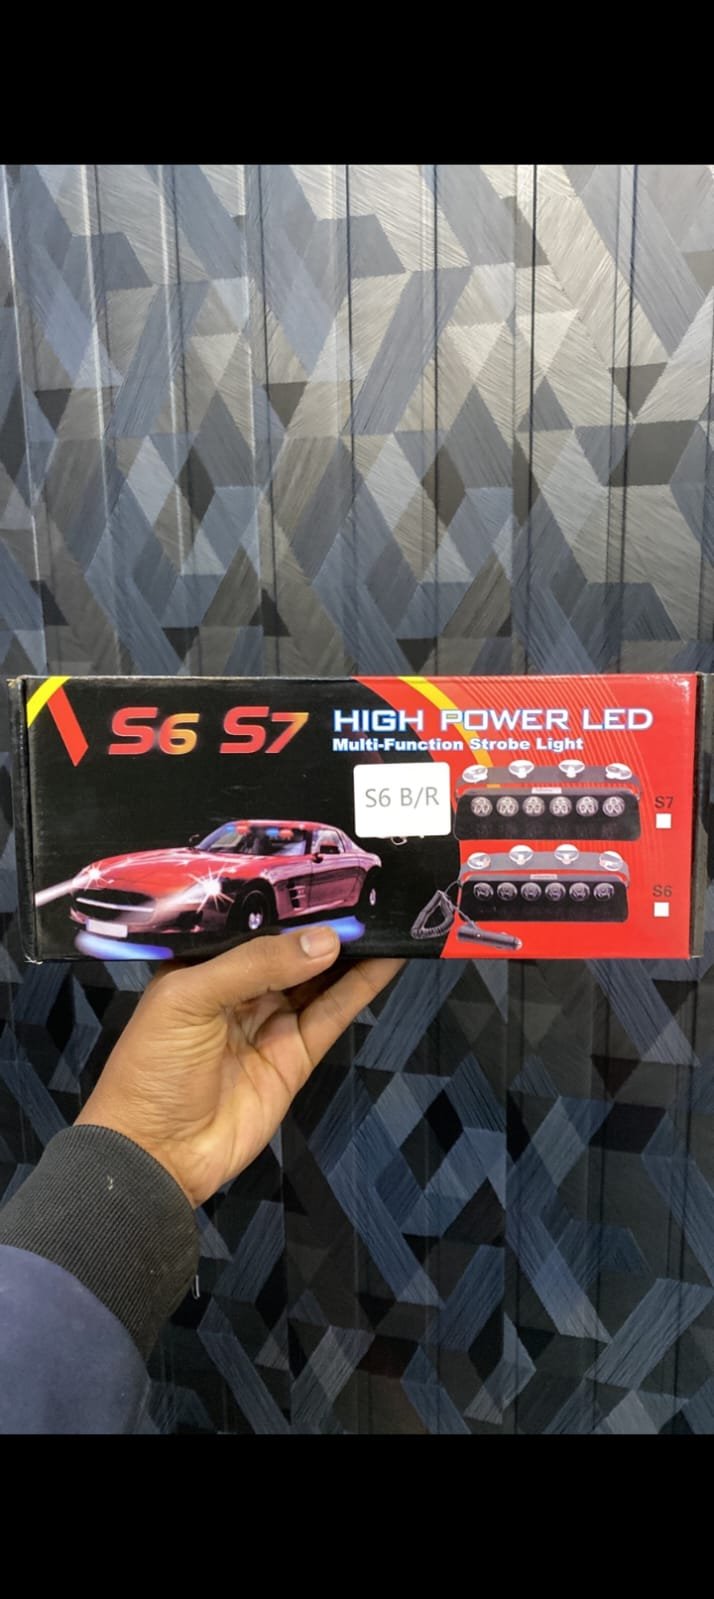 S6 S7
HIGH POWER LED
Multi-Function Strobe Light
S6 B/R
S7
S6